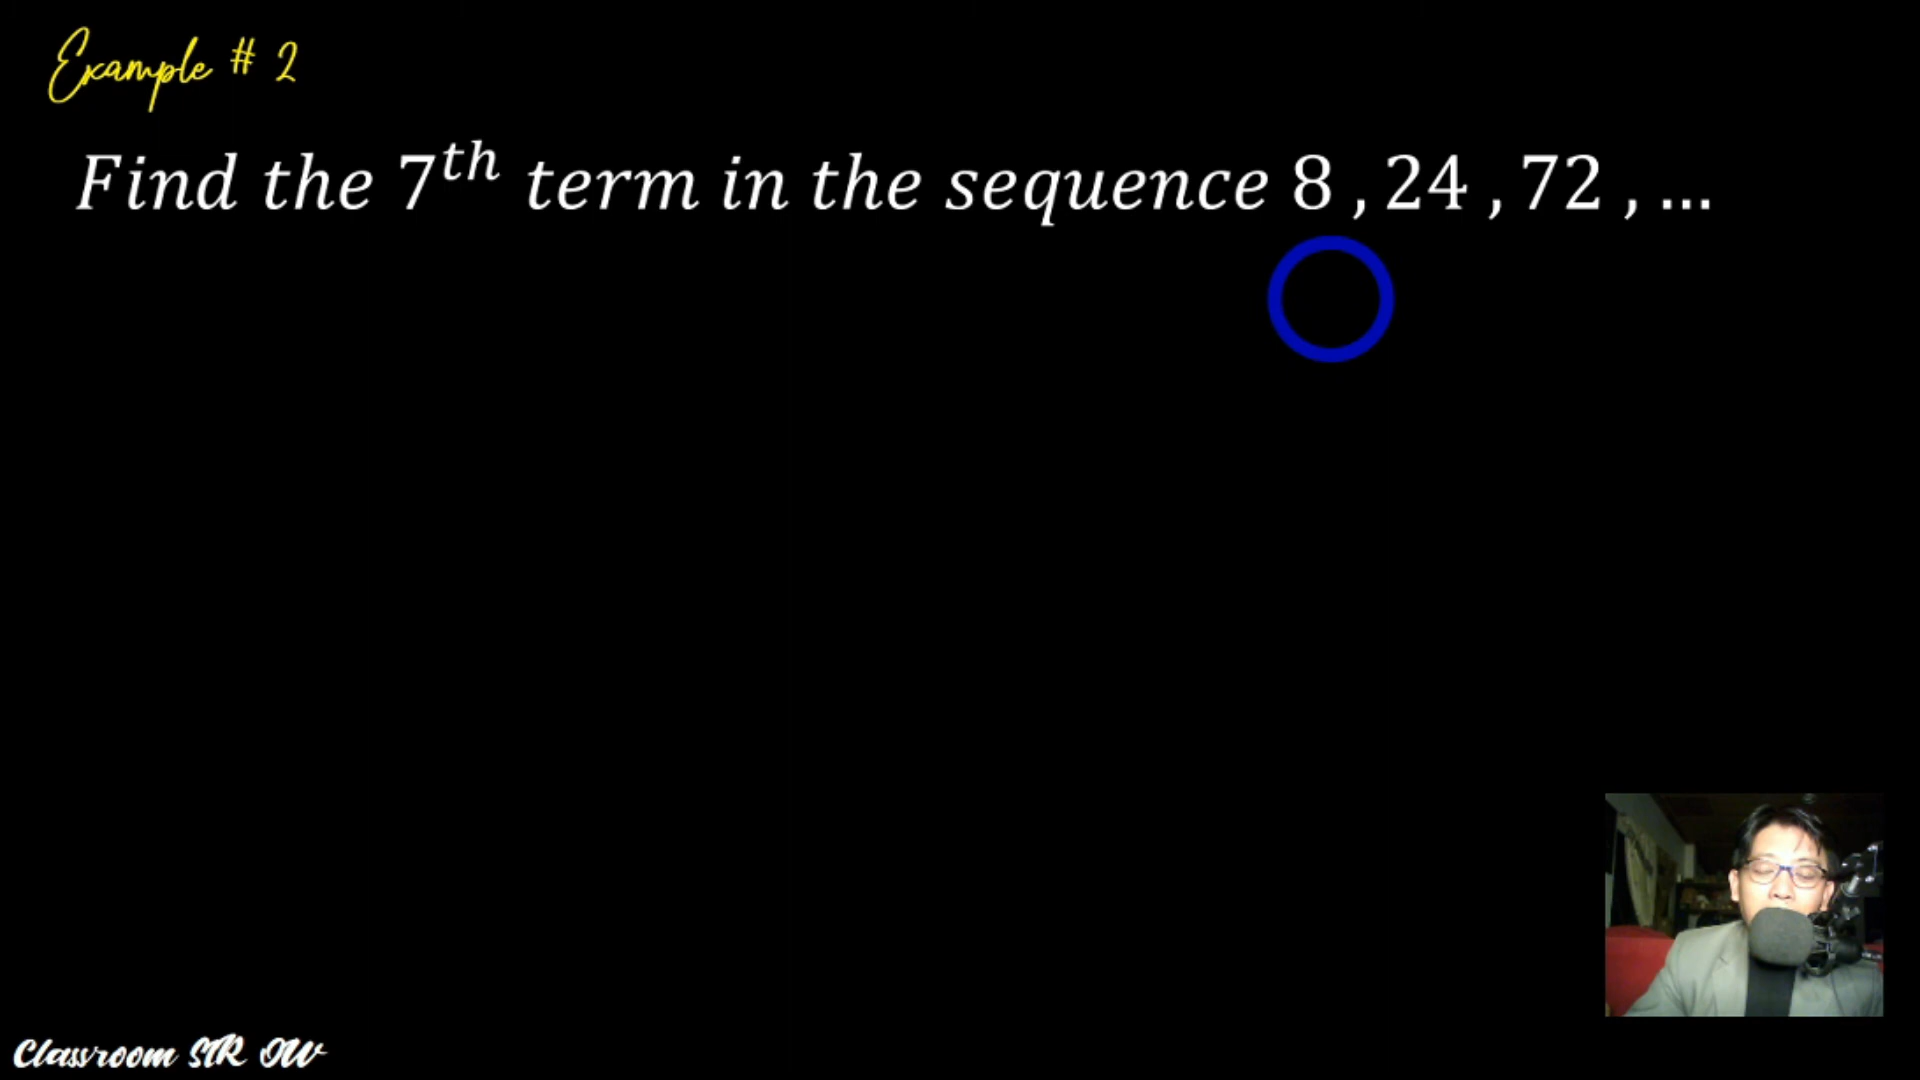 Example # 2
Find the 7th term in the sequence 8 , 24 , 72 , ...
Classroom SIR OW